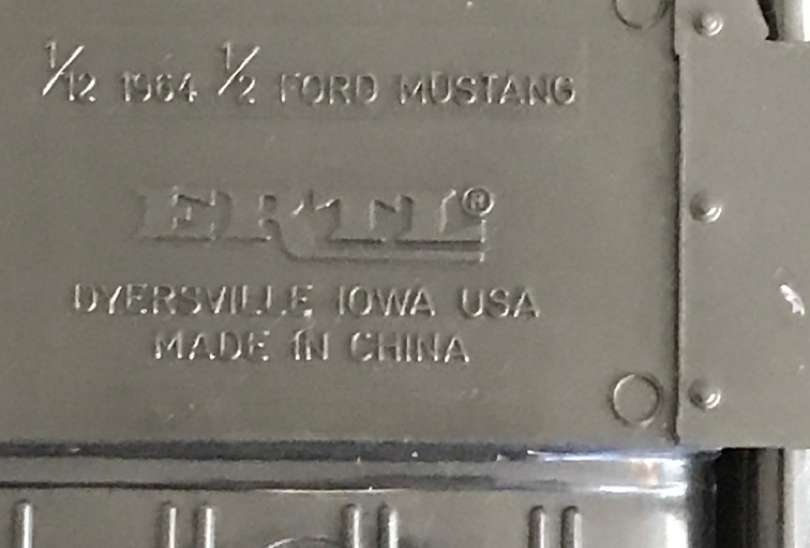 1/12 1964 1/2 FORD MUSTANG
ERTL®
DYERSVILLE IOWA USA
MADE IN CHINA